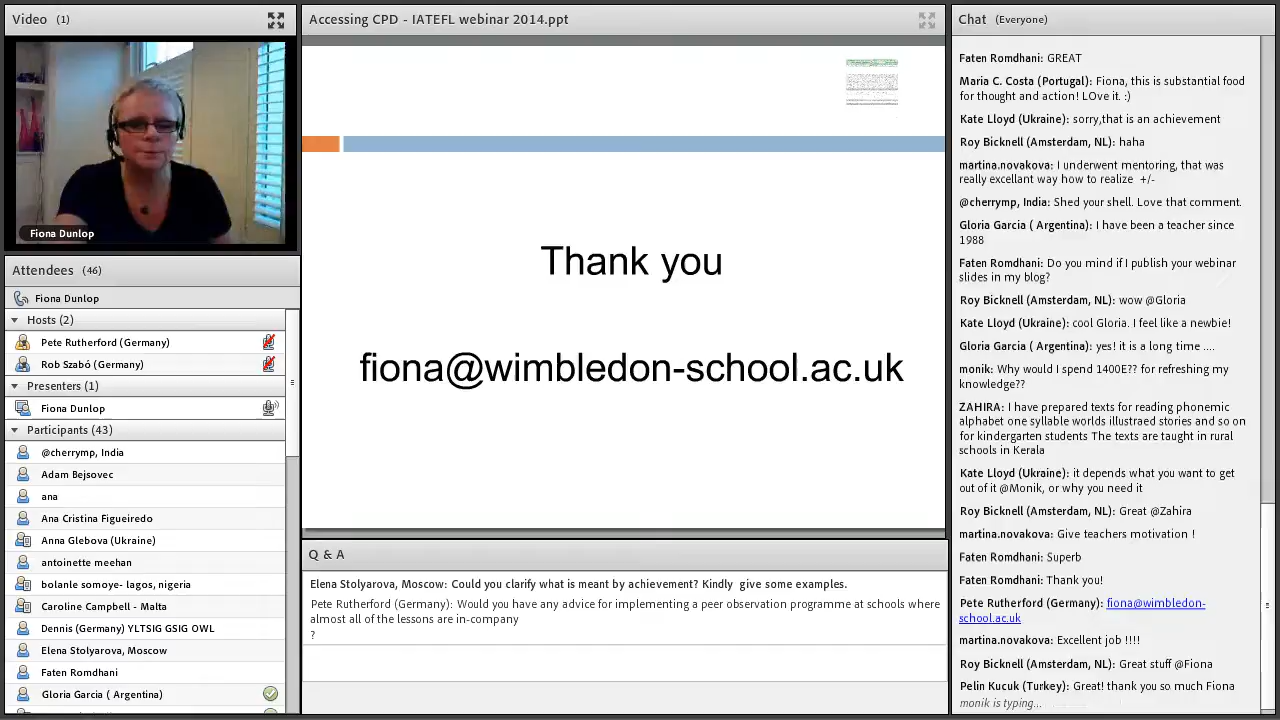 Video (1)
Fiona Dunlop
Attendees (46)
Fiona Dunlop
Hosts (2)
Pete Rutherford (Germany)
Rob Szabó (Germany)
Presenters (1)
Fiona Dunlop
Participants (43)
@cherrymp, India
Adam Bejsovec
ana
Ana Cristina Figueiredo
Anna Glebova (Ukraine)
antoinette meehan
bolanle somoye- lagos, nigeria
Caroline Campbell - Malta
Dennis (Germany) YLTSIG GSIG OWL
Elena Stolyarova, Moscow
Faten Romdhani
Gloria Garcia ( Argentina)
Accessing CPD - IATEFL webinar 2014.ppt
Thank you
fiona@wimbledon-school.ac.uk
Q & A
Elena Stolyarova, Moscow: Could you clarify what is meant by achievement? Kindly give some examples.
Pete Rutherford (Germany): Would you have any advice for implementing a peer observation programme at schools where
almost all of the lessons are in-company
?
Chat (Everyone)
Faten Romdhani: GREAT
Maria C. Costa (Portugal): Fiona, this is substantial food
for thought and action! LOve it. :)
Kate Lloyd (Ukraine): sorry,that is an achievement
Roy Bicknell (Amsterdam, NL): haha
martina.novakova: I underwent mentoring, that was
really excellant way how to realize +/-
@cherrymp, India: Shed your shell. Love that comment.
Gloria Garcia ( Argentina): I have been a teacher since
1988
Faten Romdhani: Do you mind if I publish your webinar
slides in my blog?
Roy Bicknell (Amsterdam, NL): wow @Gloria
Kate Lloyd (Ukraine): cool Gloria. I feel like a newbie!
Gloria Garcia ( Argentina): yes! it is a long time ....
monik: Why would I spend 1400E?? for refreshing my
knowledge??
ZAHIRA: I have prepared texts for reading phonemic
alphabet one syllable worlds illustraed stories and so on
for kindergarten students The texts are taught in rural
schools in Kerala
Kate Lloyd (Ukraine): it depends what you want to get
out of it @Monik, or why you need it
Roy Bicknell (Amsterdam, NL): Great @Zahira
martina.novakova: Give teachers motivation !
Faten Romdhani: Superb
Faten Romdhani: Thank you!
Pete Rutherford (Germany): fiona@wimbledon-
school.ac.uk
martina.novakova: Excellent job !!!!
Roy Bicknell (Amsterdam, NL): Great stuff @Fiona
Pelin Kucuk (Turkey): Great! thank you so much Fiona
monik is typing...